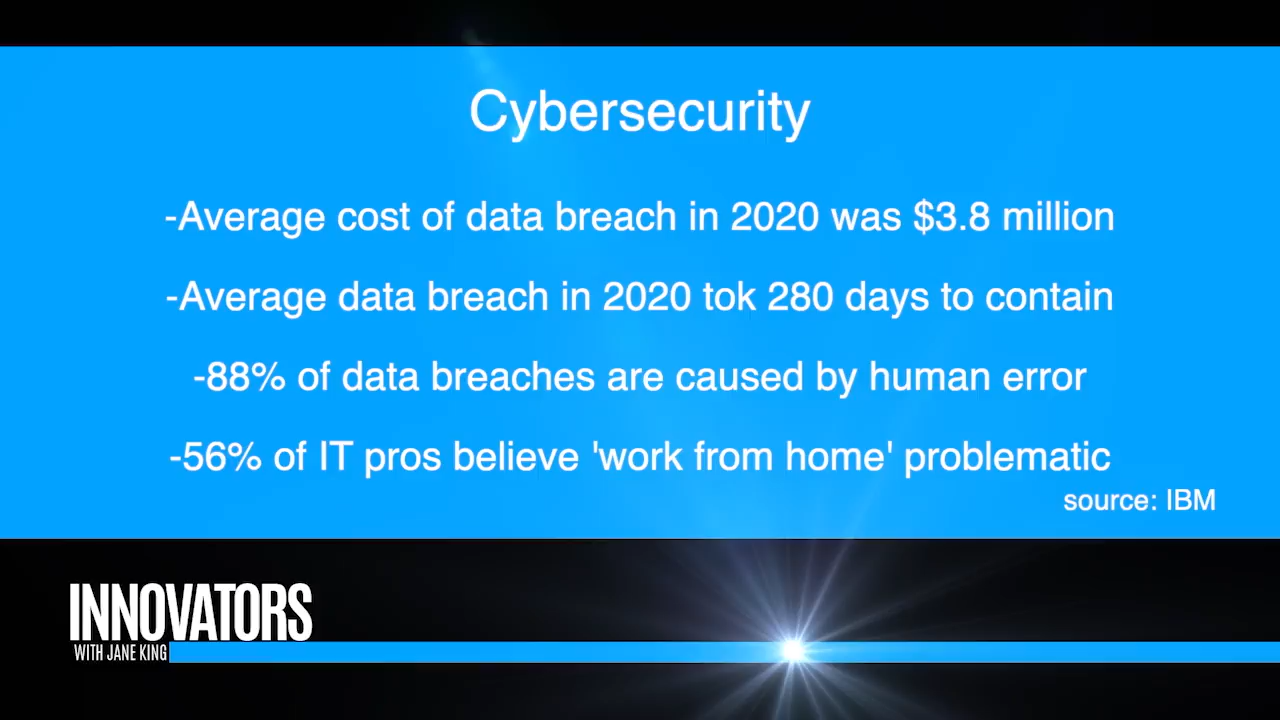 Cybersecurity
-Average cost of data breach in 2020 was $3.8 million
-Average data breach in 2020 tok 280 days to contain
-88% of data breaches are caused by human error
-56% of IT pros believe 'work from home' problematic
source: IBM
INNOVATORS
WITH JANE KING